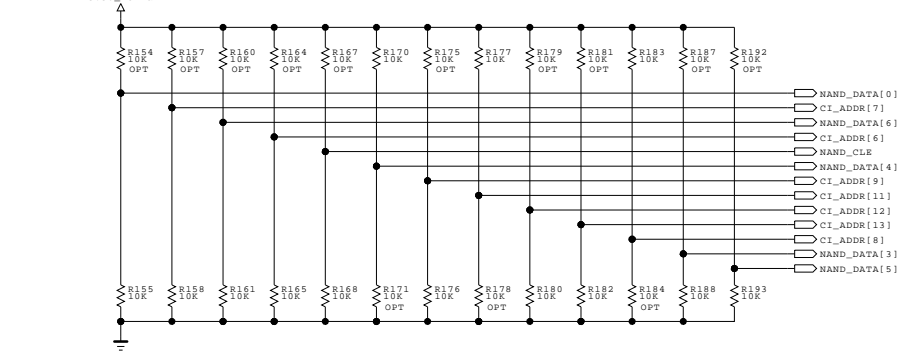 R154 R157 R160 R164 R167 R170 R175 R177 R179 R181 R183 R187 R192
10K 10K 10K 10K 10K 10K 10K 10K 10K 10K 10K 10K 10K
OPT OPT OPT OPT OPT OPT OPT OPT OPT OPT
NAND_DATA[0]
CI_ADDR[7]
NAND_DATA[6]
CI_ADDR[6]
NAND_CLE
NAND_DATA[4]
CI_ADDR[9]
CI_ADDR[11]
CI_ADDR[12]
CI_ADDR[13]
CI_ADDR[8]
NAND_DATA[3]
NAND_DATA[5]
R155 R158 R161 R165 R168 R171 R176 R178 R180 R182 R184 R188 R193
10K 10K 10K 10K 10K 10K 10K 10K 10K 10K 10K 10K 10K
OPT OPT OPT